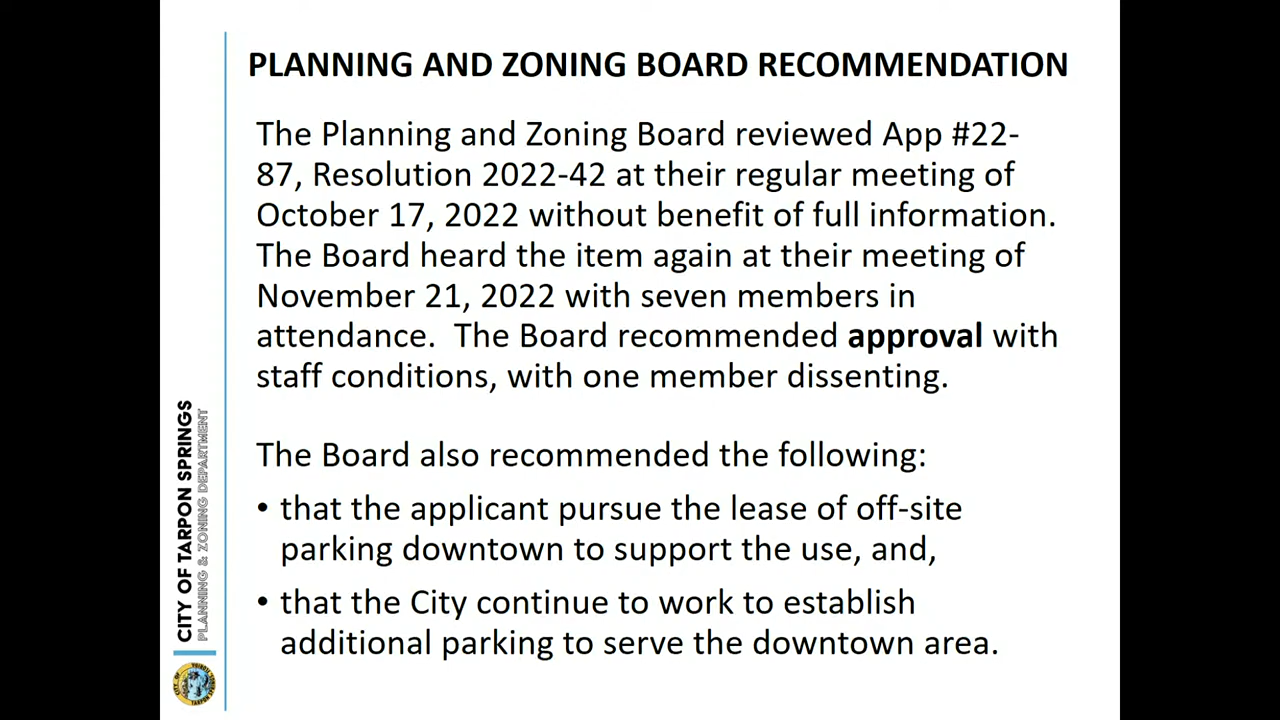 PLANNING AND ZONING BOARD RECOMMENDATION
The Planning and Zoning Board reviewed App #22-
87, Resolution 2022-42 at their regular meeting of
October 17, 2022 without benefit of full information.
The Board heard the item again at their meeting of
November 21, 2022 with seven members in
attendance.  The Board recommended approval with
staff conditions, with one member dissenting.
The Board also recommended the following:
• that the applicant pursue the lease of off-site
parking downtown to support the use, and,
• that the City continue to work to establish
additional parking to serve the downtown area.
CITY OF TARPON SPRINGS
PLANNING & ZONING DEPARTMENT